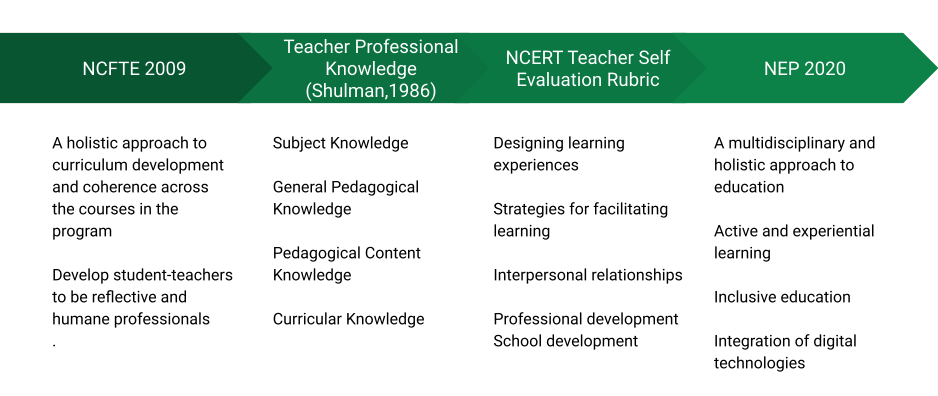 NCFTE 2009
Teacher Professional
Knowledge
(Shulman,1986)
NCERT Teacher Self
Evaluation Rubric
NEP 2020
A holistic approach to
curriculum development
and coherence across
the courses in the
program
Develop student-teachers
to be reflective and
humane professionals
.
Subject Knowledge
General Pedagogical
Knowledge
Pedagogical Content
Knowledge
Curricular Knowledge
Designing learning
experiences
Strategies for facilitating
learning
Interpersonal relationships
Professional development
School development
A multidisciplinary and
holistic approach to
education
Active and experiential
learning
Inclusive education
Integration of digital
technologies